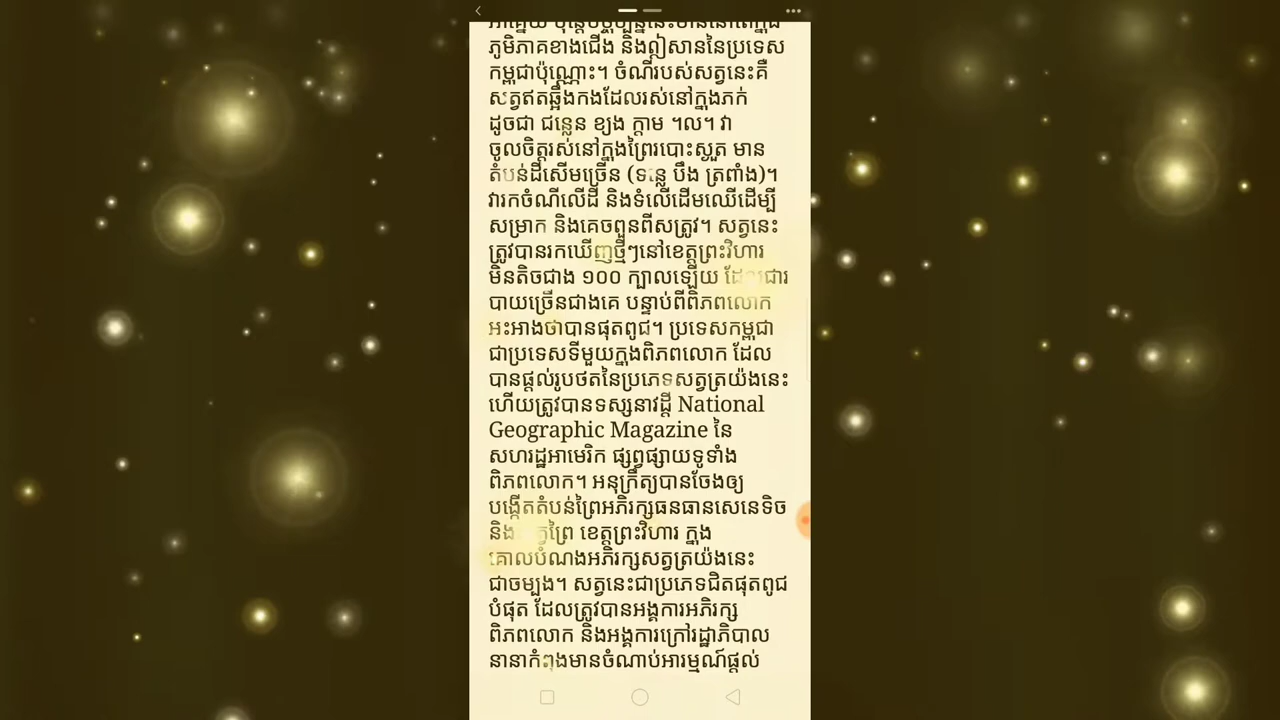 ភូមិភាគខាងជើង និងឦសាននៃប្រទេស
កម្ពុជាប៉ុណ្ណោះ។ ចំណីរបស់សត្វនេះគឺ
សត្វឥតឆ្អឹងកងដែលរស់នៅក្នុងភក់
ដូចជា ជន្លេន ខ្យង ក្ដាម ។ល។ វា
ចូលចិត្តរស់នៅក្នុងព្រៃរបោះស្ងួត មាន
តំបន់ដីសើមច្រើន (ទន្លេ បឹង ត្រពាំង)។
វារកចំណីលើដី និងទំលើដើមឈើដើម្បី
សម្រាក និងគេចពួនពីសត្រូវ។ សត្វនេះ
ត្រូវបានរកឃើញថ្មីៗនៅខេត្តព្រះវិហារ
មិនតិចជាង ១០០ ក្បាលឡើយ ដែលជារ
បាយច្រើនជាងគេ បន្ទាប់ពីពិភពលោក
អះអាងថាបានផុតពូជ។ ប្រទេសកម្ពុជា
ជាប្រទេសទីមួយក្នុងពិភពលោក ដែល
បានផ្ដល់រូបថតនៃប្រភេទសត្វត្រយ៉ងនេះ
ហើយត្រូវបានទស្សនាវដ្ដី National
Geographic Magazine នៃ
សហរដ្ឋអាមេរិក ផ្សព្វផ្សាយទូទាំង
ពិភពលោក។ អនុក្រឹត្យបានចែងឲ្យ
បង្កើតតំបន់ព្រៃអភិរក្សធនធានសេនេទិច
និងសត្វព្រៃ ខេត្តព្រះវិហារ ក្នុង
គោលបំណងអភិរក្សសត្វត្រយ៉ងនេះ
ជាចម្បង។ សត្វនេះជាប្រភេទជិតផុតពូជ
បំផុត ដែលត្រូវបានអង្គការអភិរក្ស
ពិភពលោក និងអង្គការក្រៅរដ្ឋាភិបាល
នានាកំពុងមានចំណាប់អារម្មណ៍ផ្ដល់